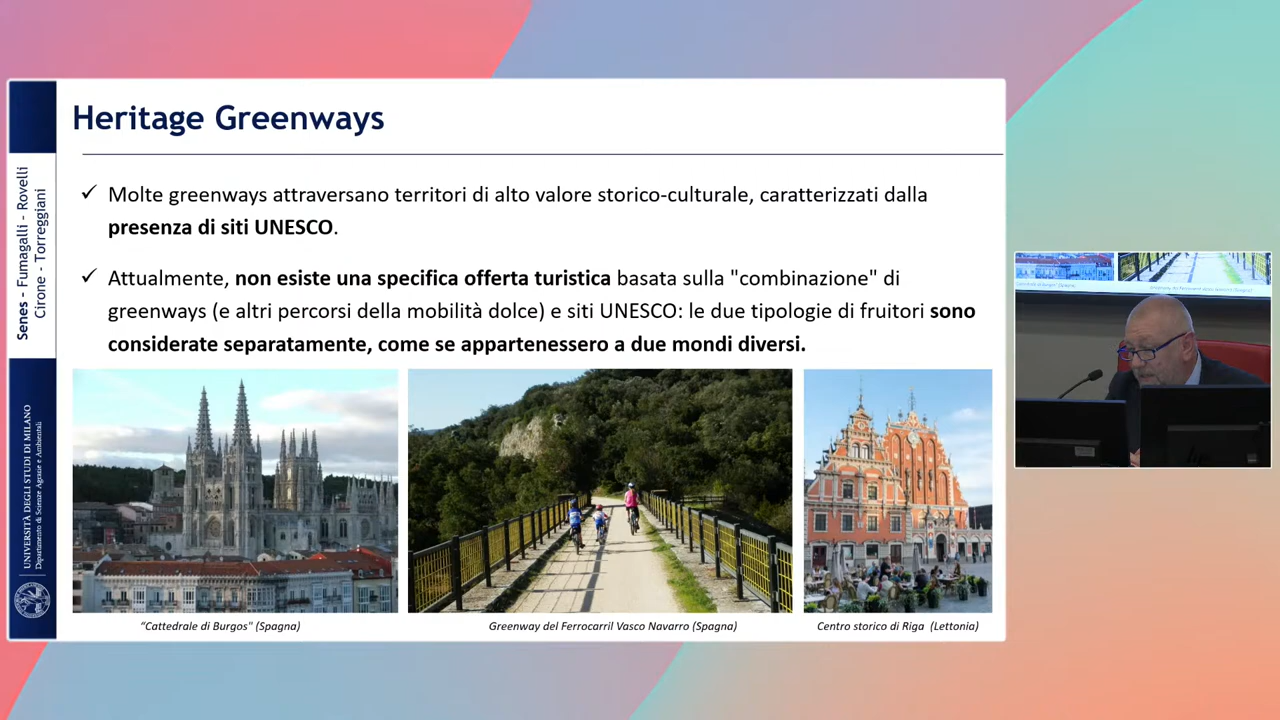 Heritage Greenways
Senes - Fumagalli - Rovelli
Cirone - Torreggiani
UNIVERSITÀ DEGLI STUDI DI MILANO
Dipartimento di Scienze Agrarie e Ambientali
Molte greenways attraversano territori di alto valore storico-culturale, caratterizzati dalla
presenza di siti UNESCO.
Attualmente, non esiste una specifica offerta turistica basata sulla "combinazione" di
greenways (e altri percorsi della mobilità dolce) e siti UNESCO: le due tipologie di fruitori sono
considerate separatamente, come se appartenessero a due mondi diversi.
"Cattedrale di Burgos" (Spagna)
Greenway del Ferrocarril Vasco Navarro (Spagna)
Centro storico di Riga (Lettonia)